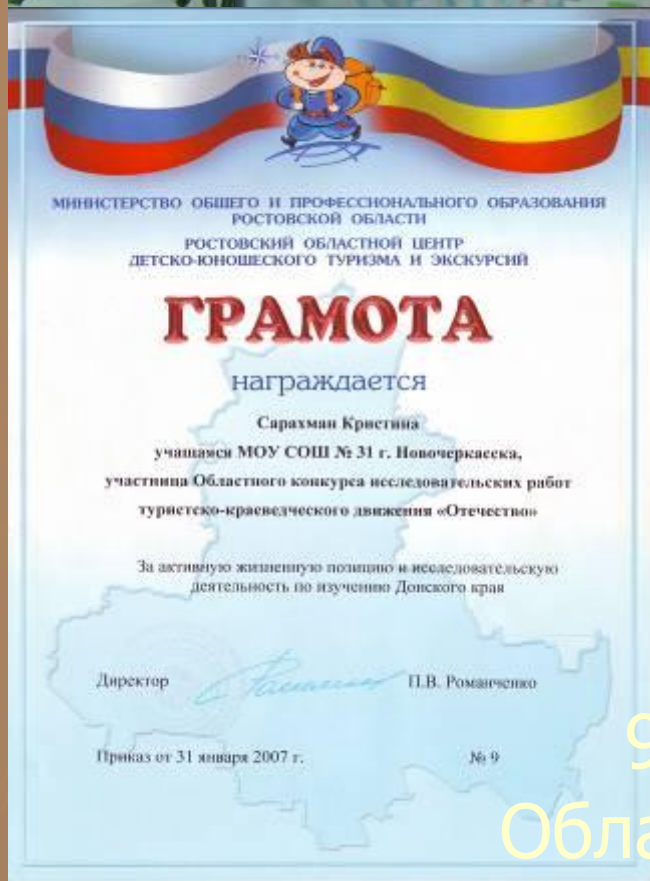 МИНИСТЕРСТВО ОБЩЕГО И ПРОФЕССИОНАЛЬНОГО ОБРАЗОВАНИЯ
РОСТОВСКОЙ ОБЛАСТИ
РОСТОВСКИЙ ОБЛАСТНОЙ ЦЕНТР
ДЕТСКО-ЮНОШЕСКОГО ТУРИЗМА И ЭКСКУРСИЙ
ГРАМОТА
награждается
Сарахман Кристина
учащаяся МОУ СОШ № 31 г. Новочеркасска,
участница Областного конкурса исследовательских работ
туристско-краеведческого движения «Отечество»
За активную жизненную позицию и исследовательскую
деятельность по изучению Донского края
Директор П.В. Романченко
Приказ от 31 января 2007 г. № 9
9
Обла